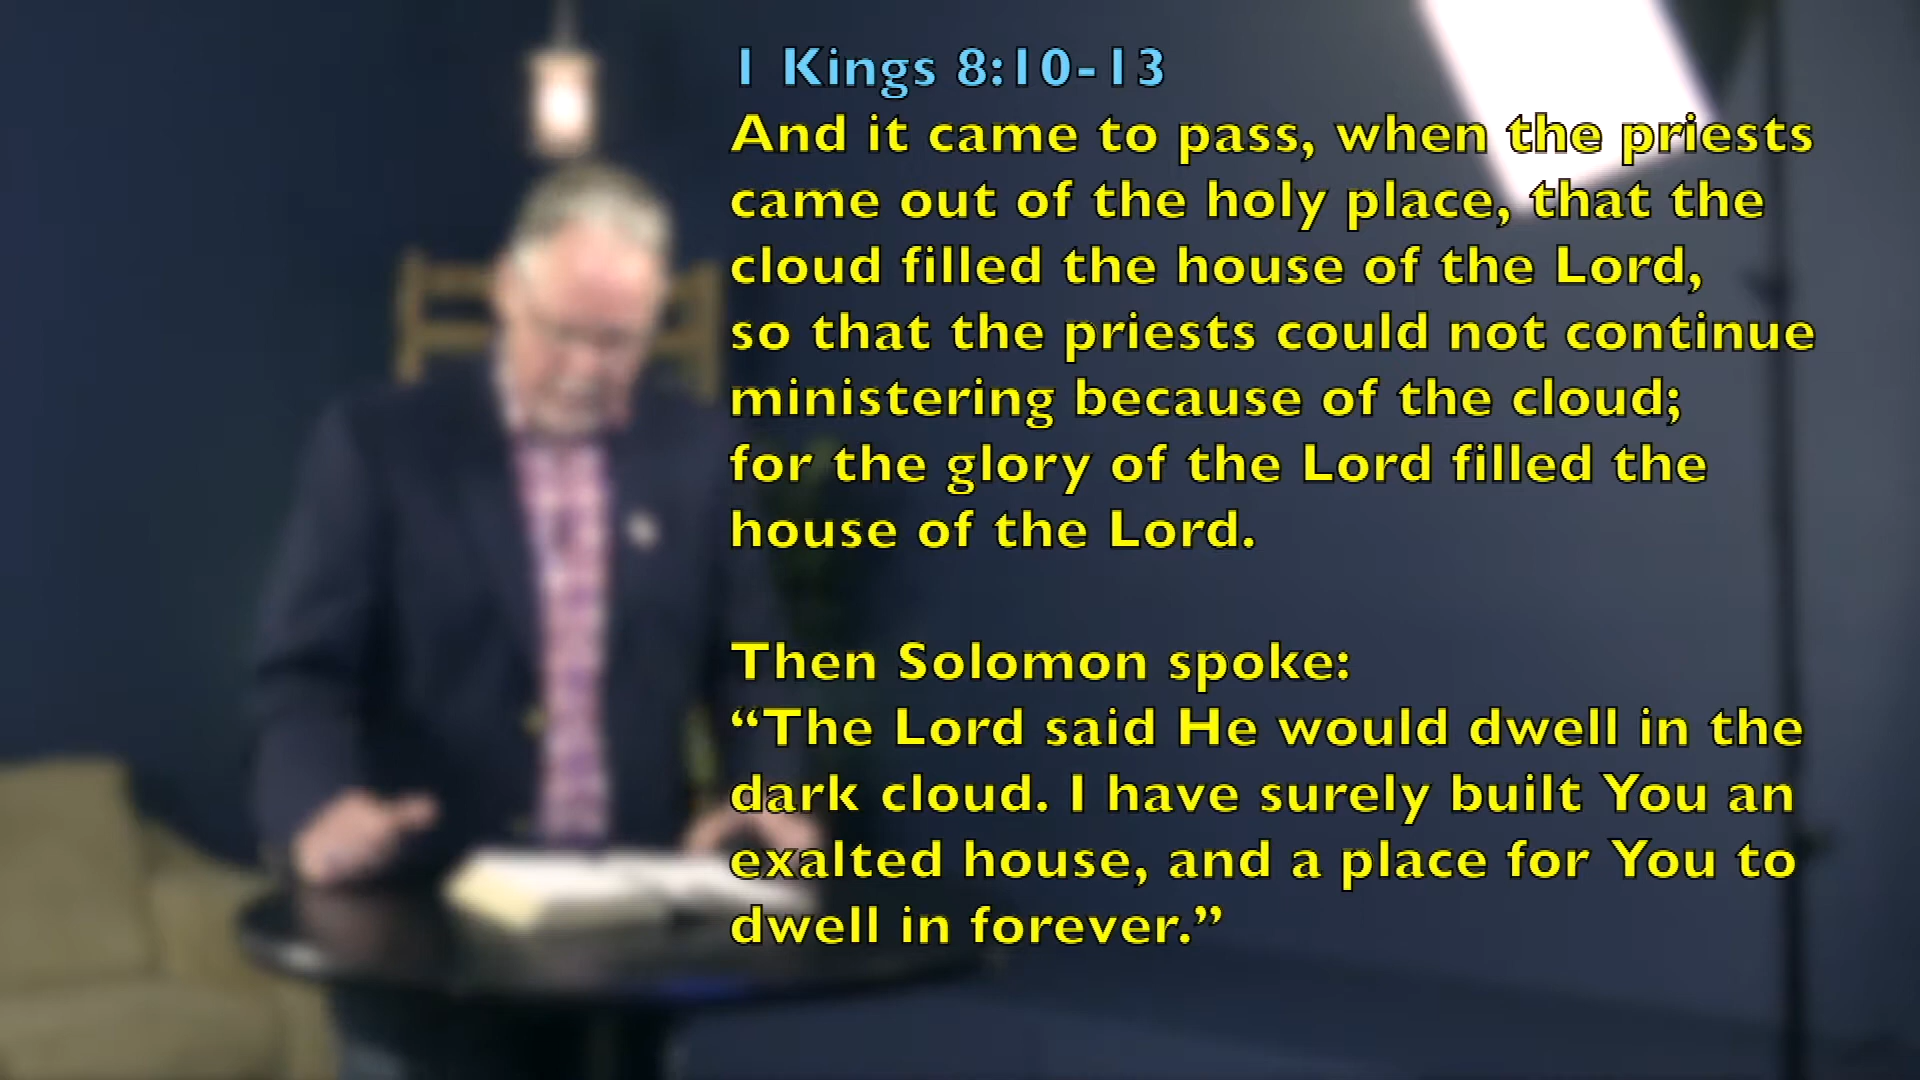 1 Kings 8:10-13
And it came to pass, when the priests
came out of the holy place, that the
cloud filled the house of the Lord,
so that the priests could not continue
ministering because of the cloud;
for the glory of the Lord filled the
house of the Lord.
Then Solomon spoke:
“The Lord said He would dwell in the
dark cloud. I have surely built You an
exalted house, and a place for You to
dwell in forever.”